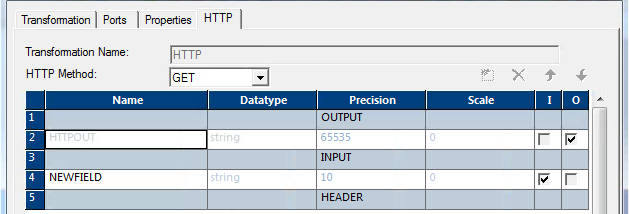 Transformation Ports Properties HTTP
Transformation Name: HTTP
HTTP Method: GET
Name Datatype Precision Scale I O
1 OUTPUT
2 HTTPOUT string 65535 0
3 INPUT
4 NEWFIELD string 10 0
5 HEADER